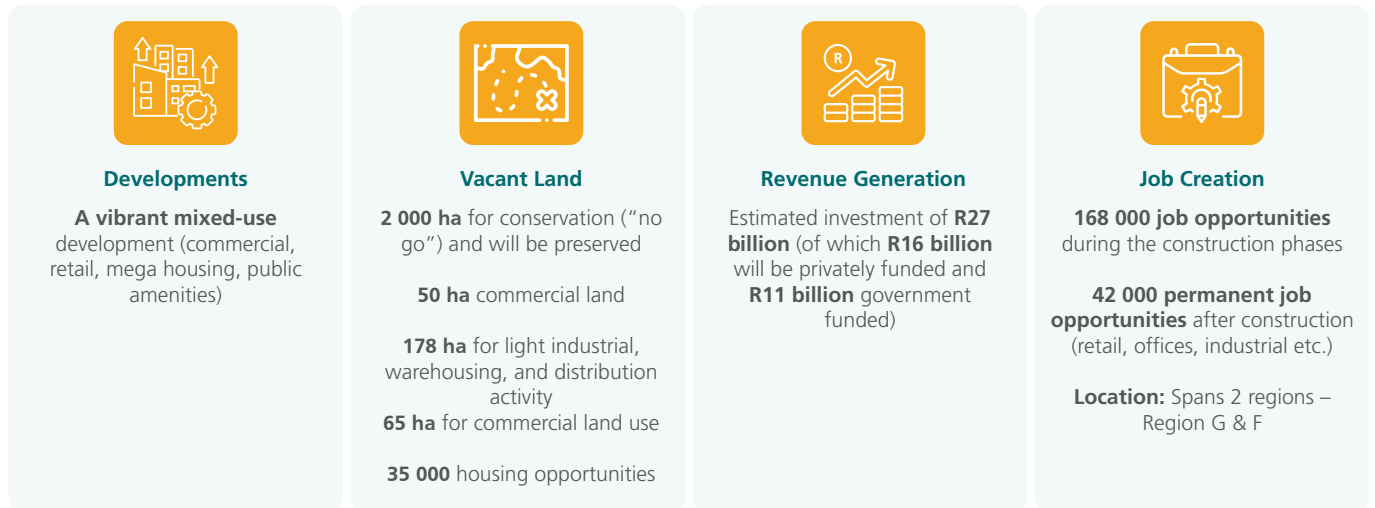 Developments
A vibrant mixed-use
development (commercial,
retail, mega housing, public
amenities)
Vacant Land
2 000 ha for conservation (“no
go”) and will be preserved
50 ha commercial land
178 ha for light industrial,
warehousing, and distribution
activity
65 ha for commercial land use
35 000 housing opportunities
R
Revenue Generation
Estimated investment of R27
billion (of which R16 billion
will be privately funded and
R11 billion government
funded)
Job Creation
168 000 job opportunities
during the construction phases
42 000 permanent job
opportunities after construction
(retail, offices, industrial etc.)
Location: Spans 2 regions –
Region G & F